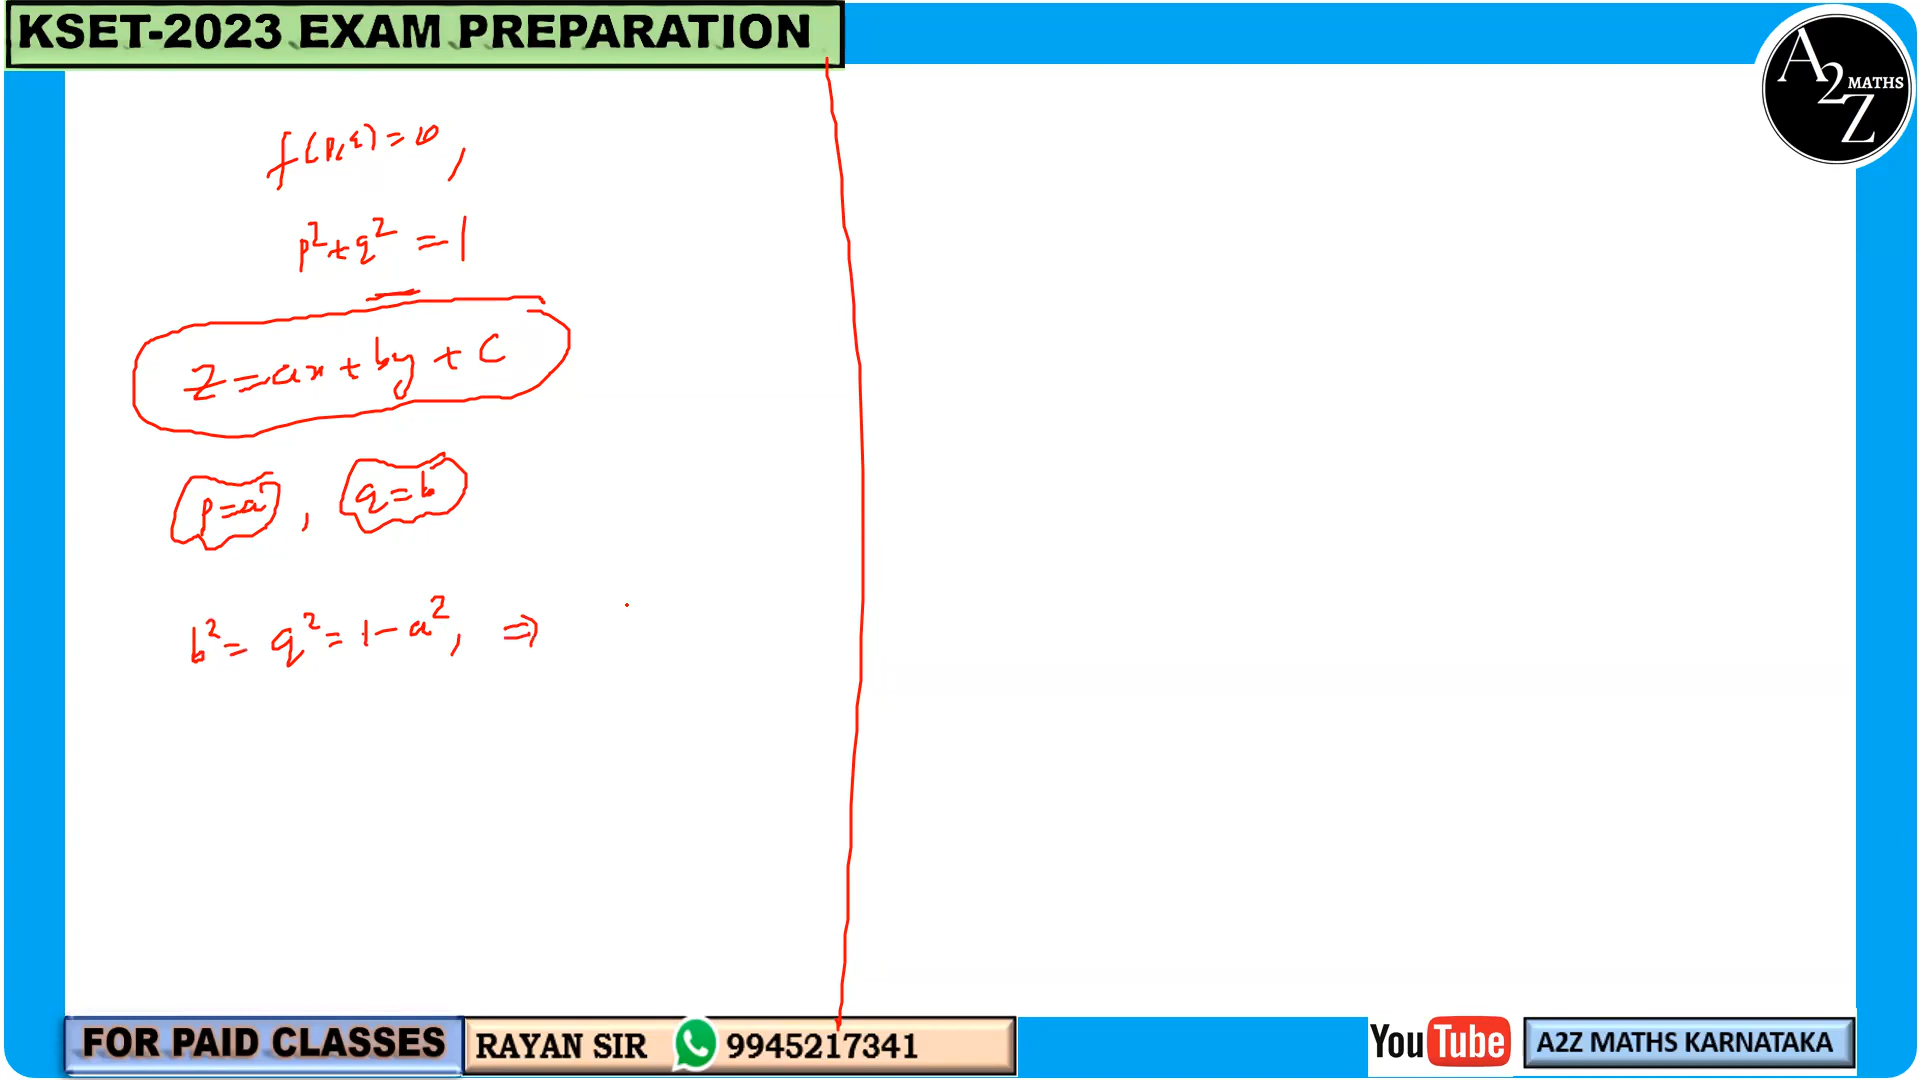 KSET-2023 EXAM PREPARATION
A2Z MATHS
f(p,q)=0,
p²+q²=1
Z=ax+by+c
p=a, q=b
b²=q²=1-a², ⇒
FOR PAID CLASSES
RAYAN SIR 9945217341
YouTube
A2Z MATHS KARNATAKA